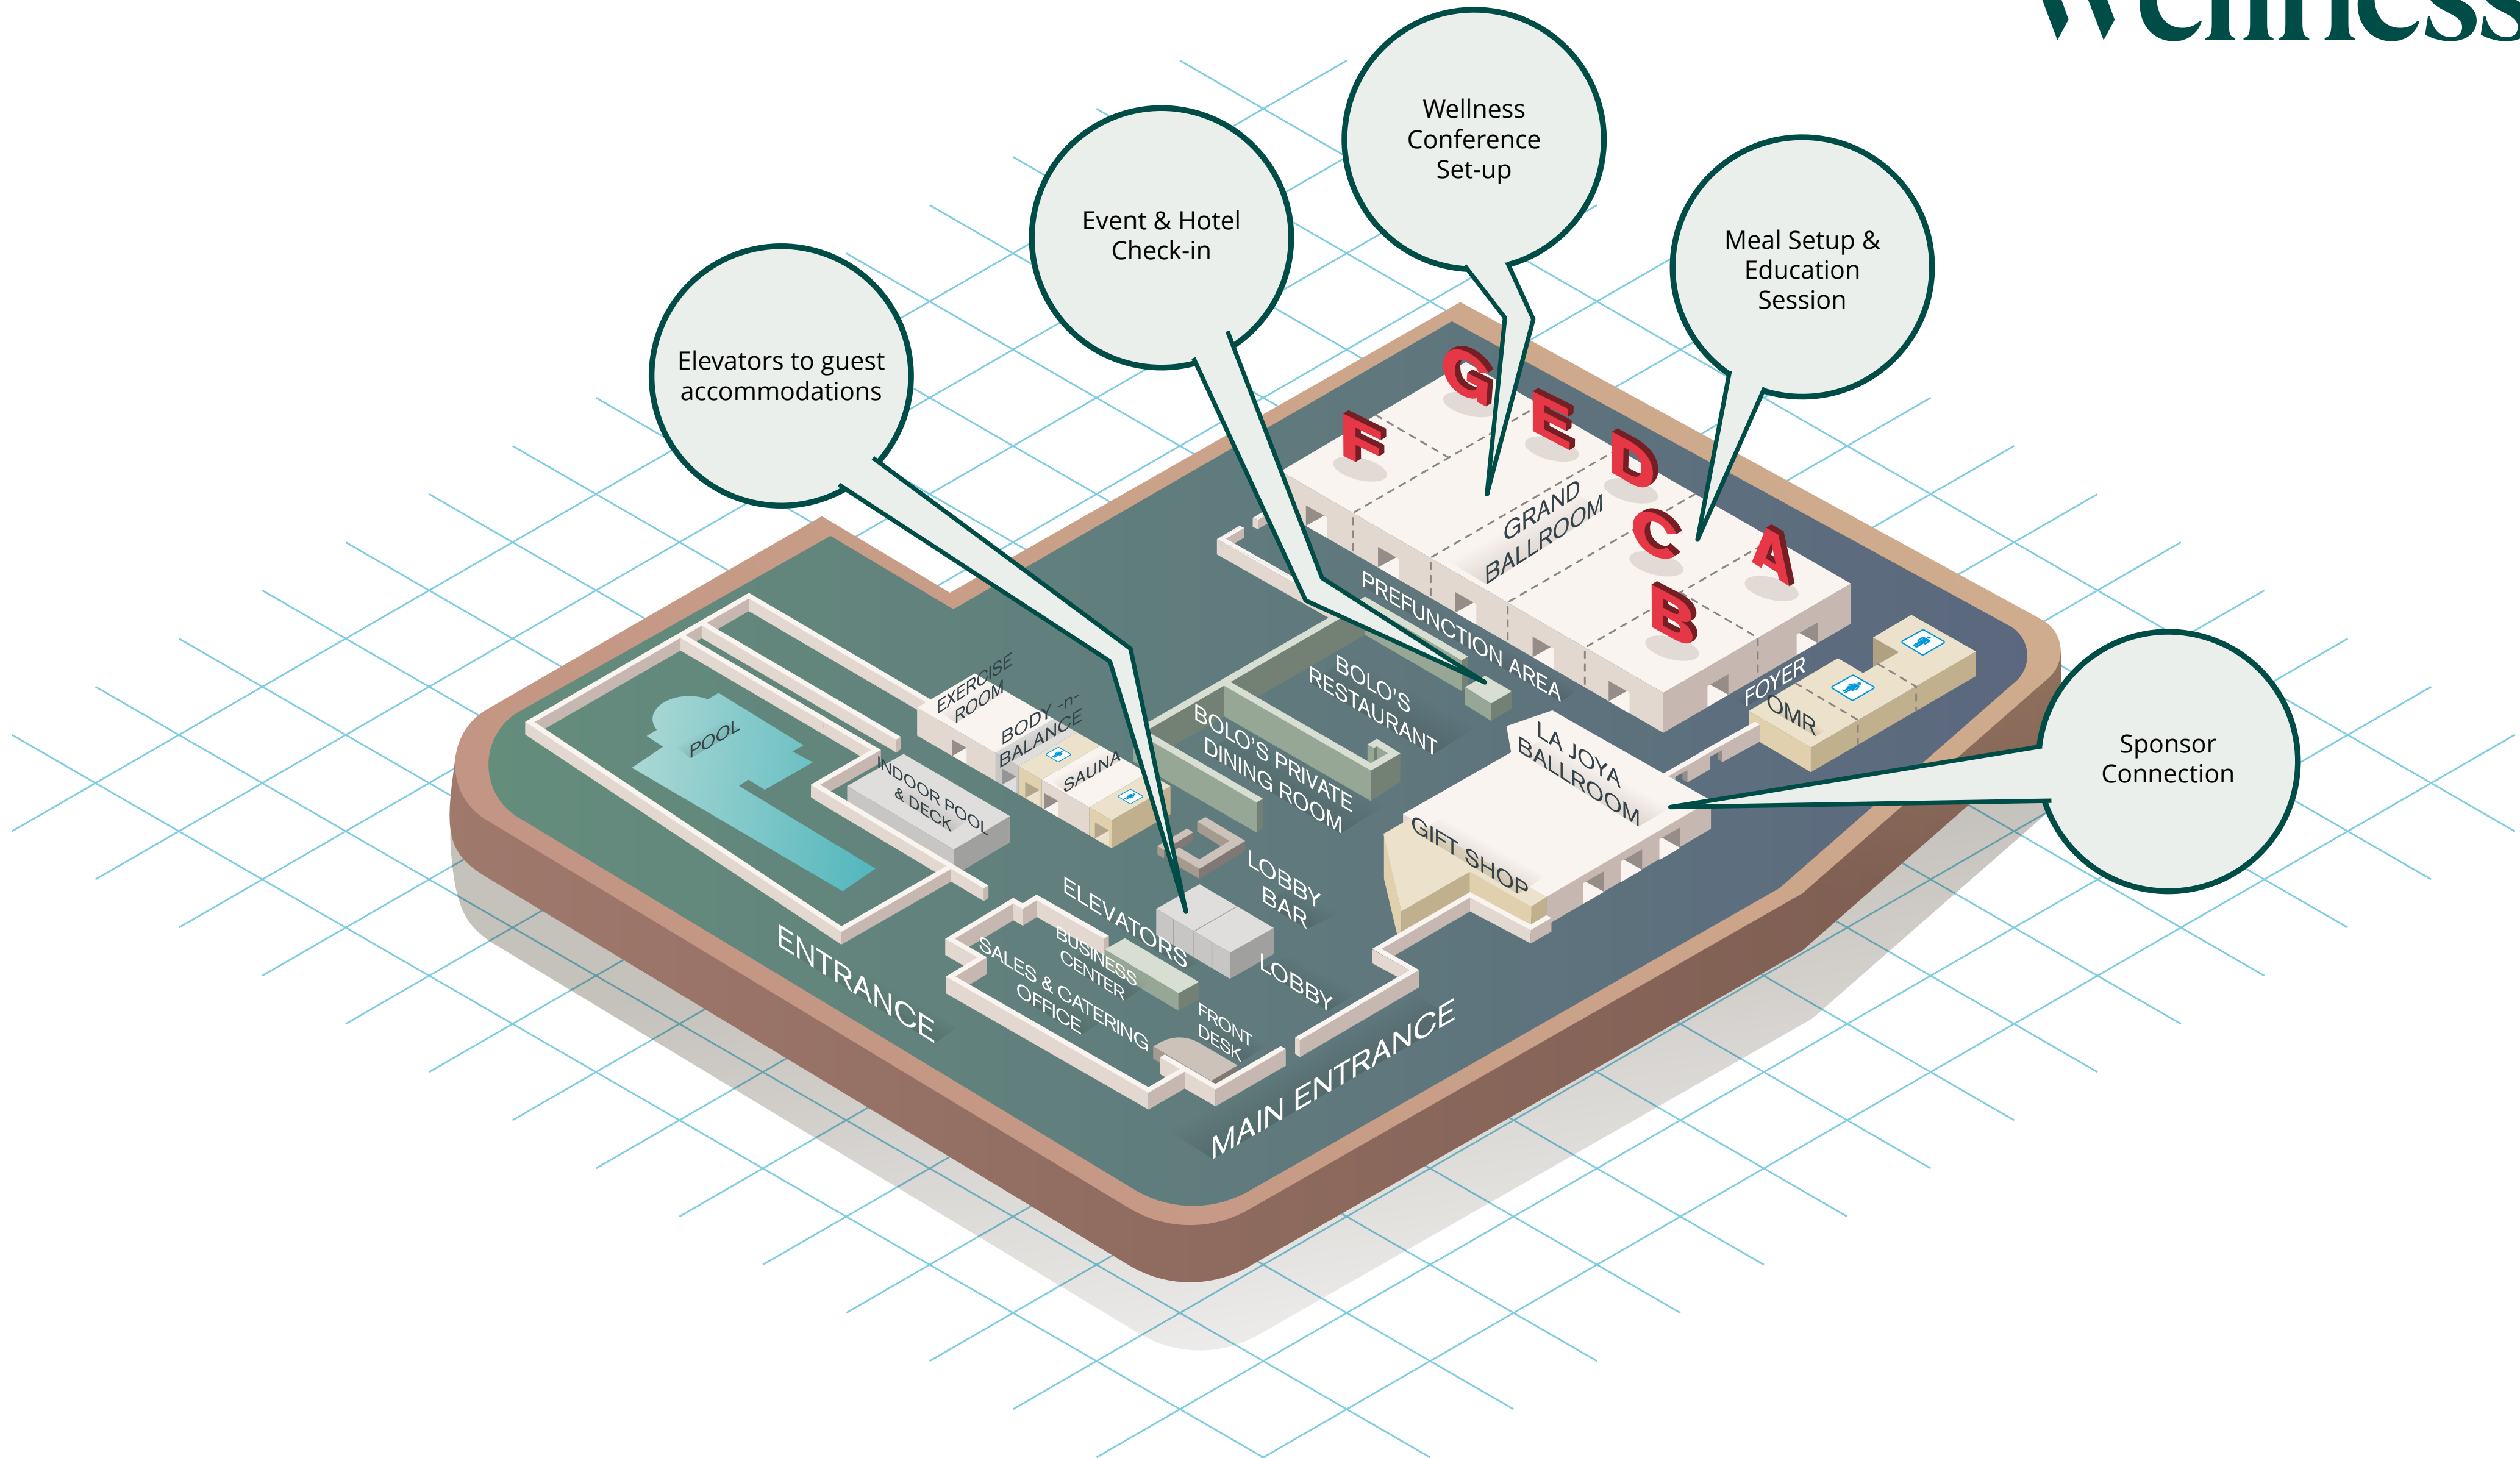 Wellness
Wellness
Conference
Set-up
Event & Hotel
Check-in
Meal Setup &
Education
Session
Elevators to guest
accommodations
G
E
F
D
C
A
B
GRAND
BALLROOM
PREFUNCTION AREA
FOYER
OMR
BOLO'S
RESTAURANT
BOLO'S PRIVATE
DINING ROOM
LA JOYA
BALLROOM
GIFT SHOP
Sponsor
Connection
EXERCISE
ROOM
BODY -n-
BALANCE
SAUNA
POOL
INDOOR POOL
& DECK
LOBBY
BAR
ELEVATORS
BUSINESS
CENTER
SALES & CATERING
OFFICE
LOBBY
FRONT
DESK
ENTRANCE
MAIN ENTRANCE